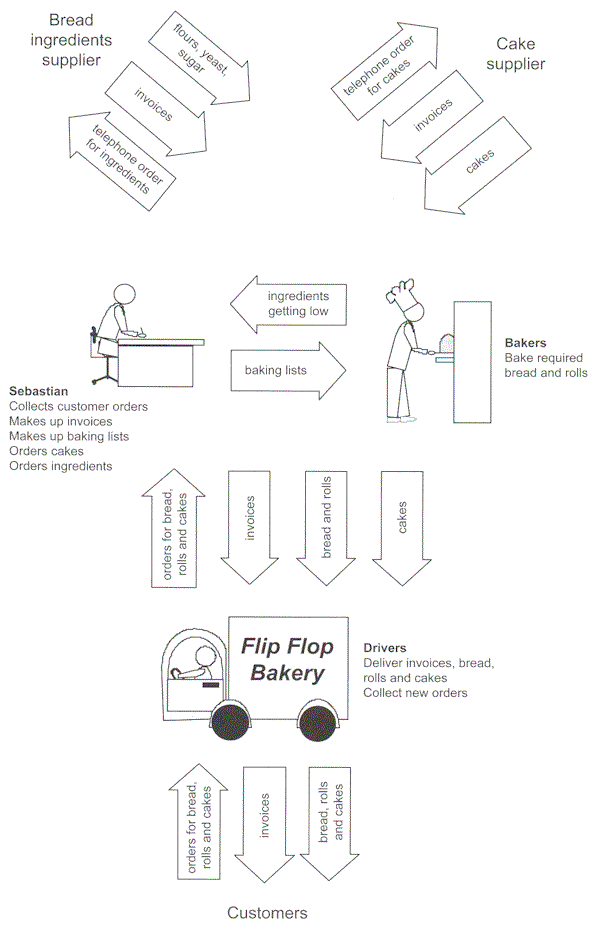 Bread
ingredients
supplier
flours, yeast,
sugar
invoices
telephone order
for ingredients
telephone order
for cakes
invoices
cakes
Cake
supplier
ingredients
getting low
baking lists
Bakers
Bake required
bread and rolls
Sebastian
Collects customer orders
Makes up invoices
Makes up baking lists
Orders cakes
Orders ingredients
orders for bread,
rolls and cakes
invoices
bread and rolls
cakes
Flip Flop
Bakery
Drivers
Deliver invoices, bread,
rolls and cakes
Collect new orders
orders for bread,
rolls and cakes
invoices
bread, rolls
and cakes
Customers